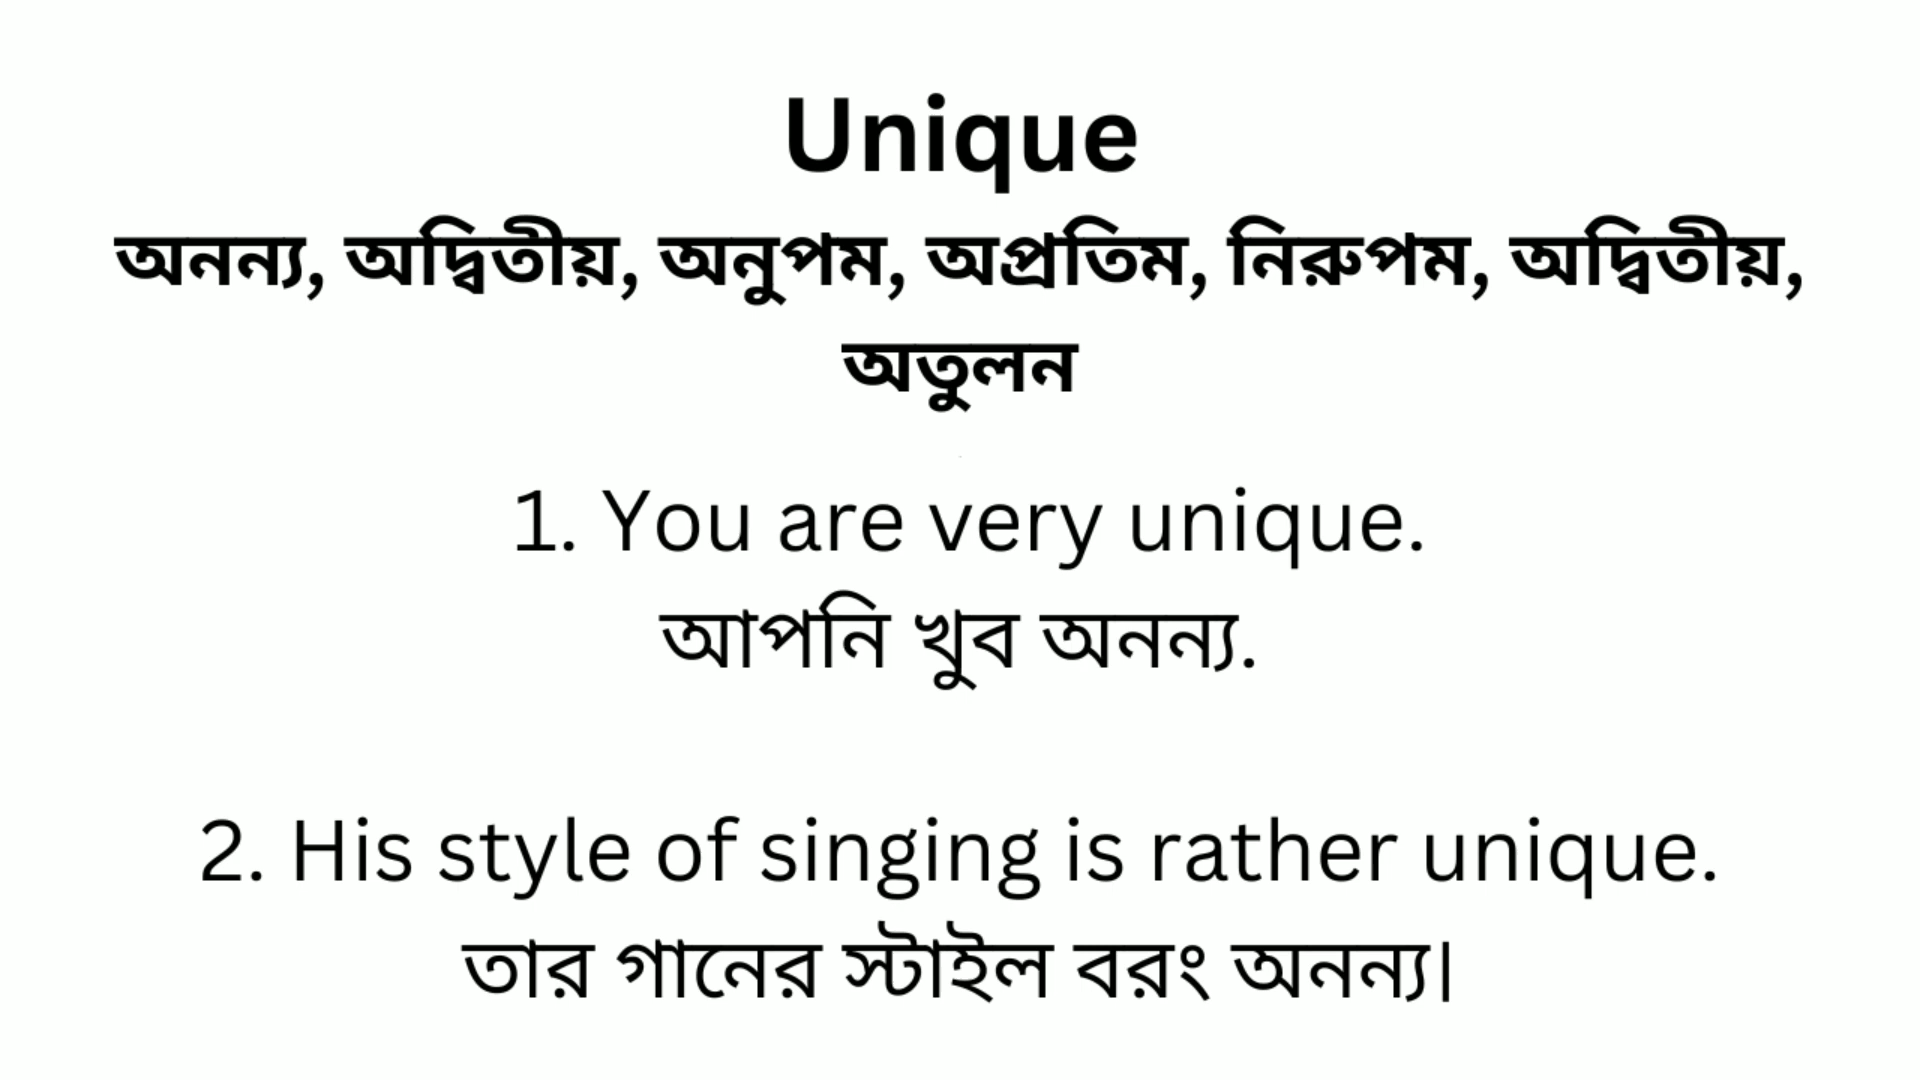 Unique
অনন্য, অদ্বিতীয়, অনুপম, অপ্রতিম, নিরুপম, অদ্বিতীয়,
অতুলন
1. You are very unique.
আপনি খুব অনন্য.
2. His style of singing is rather unique.
তার গানের স্টাইল বরং অনন্য।